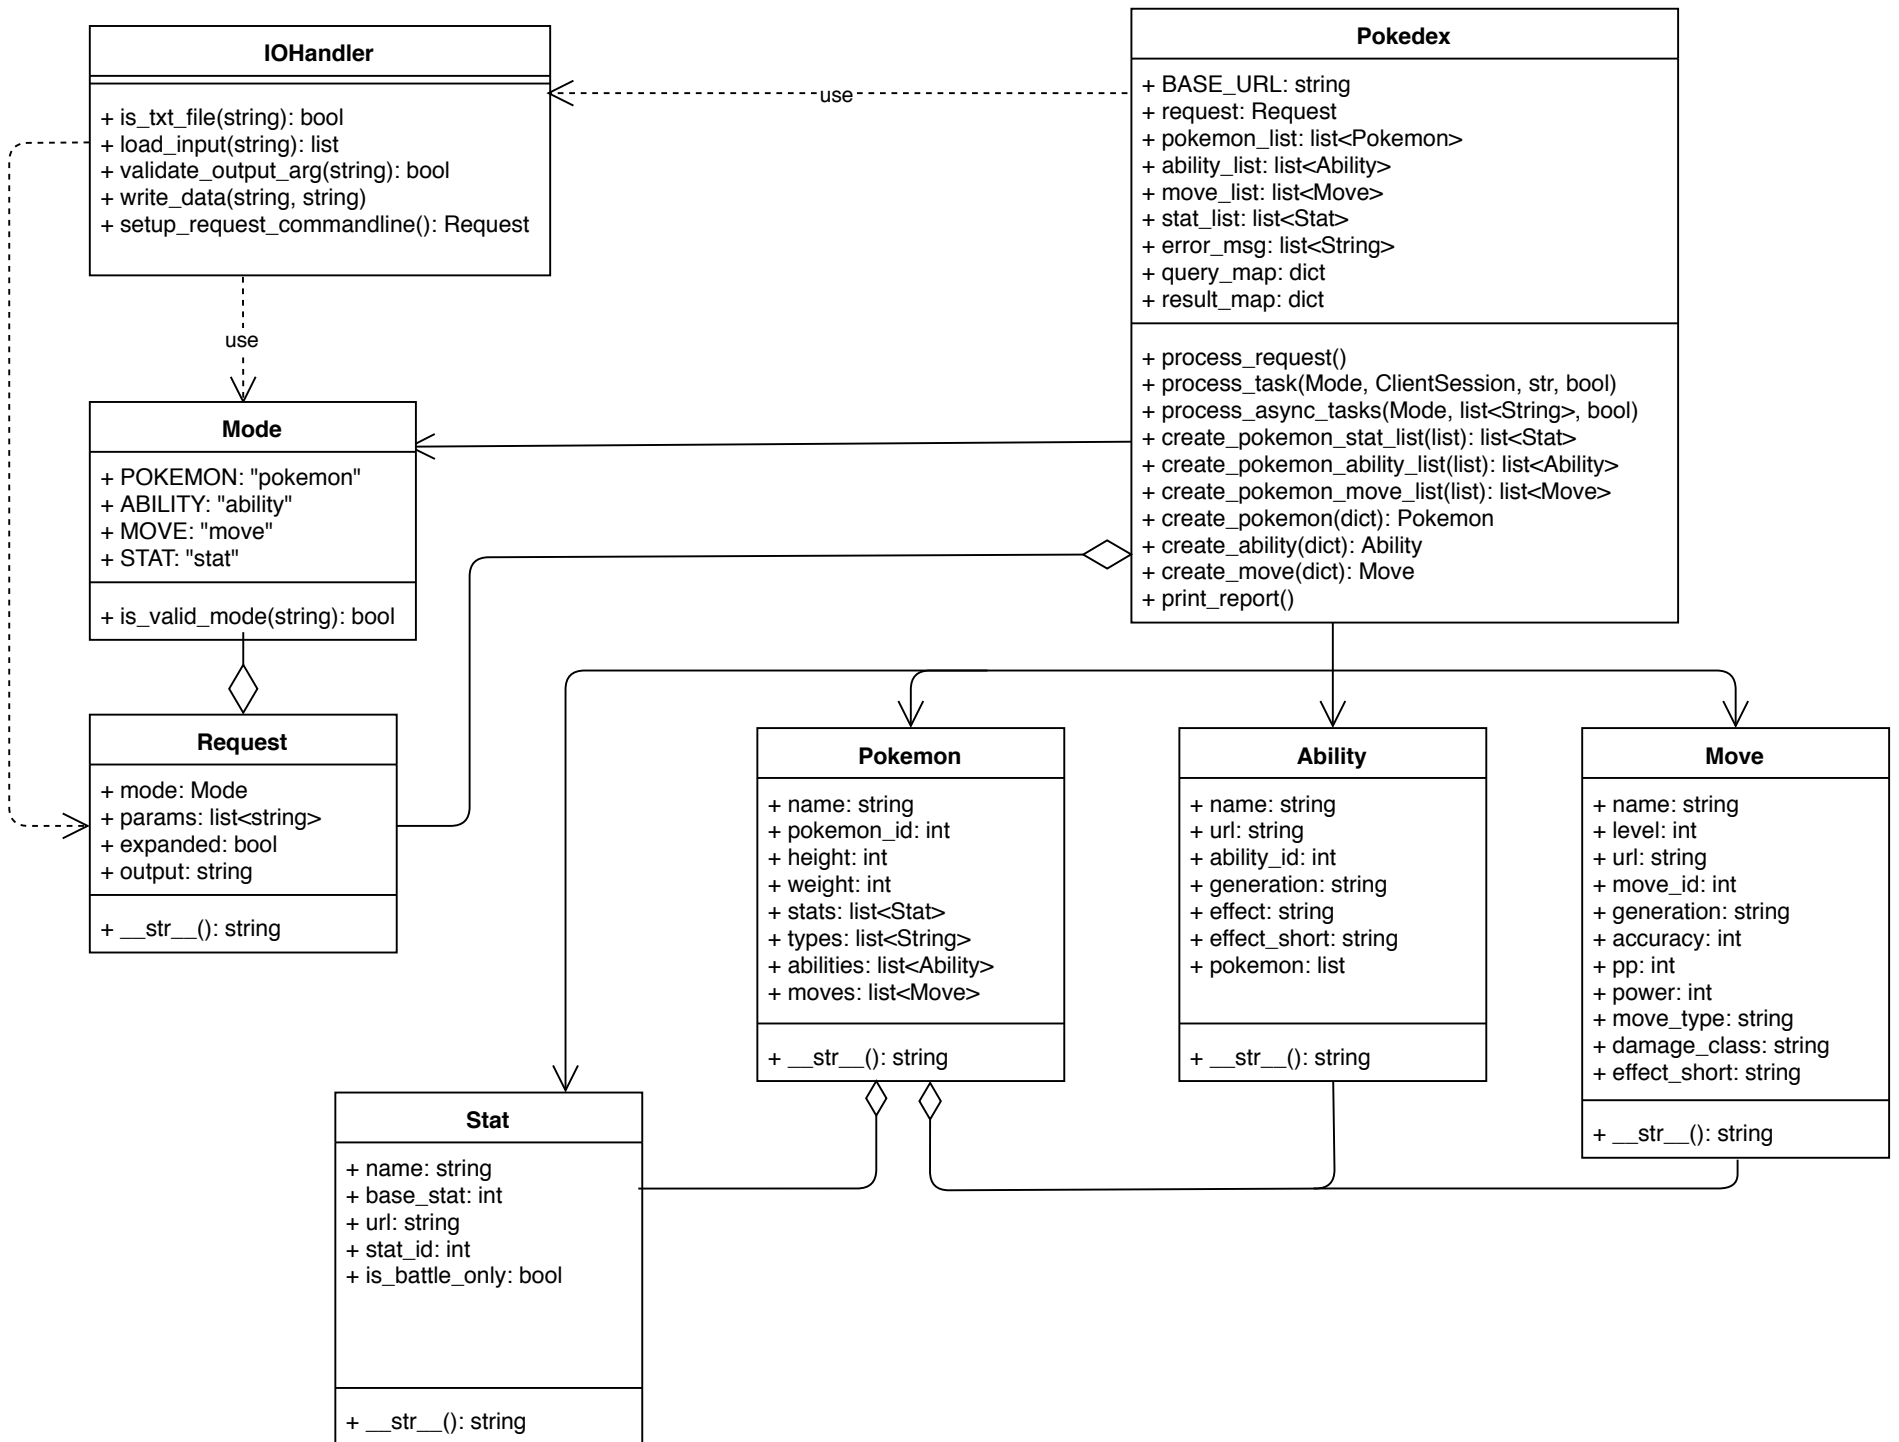 IOHandler
+ is_txt_file(string): bool
+ load_input(string): list
+ validate_output_arg(string): bool
+ write_data(string, string)
+ setup_request_commandline(): Request
use
Pokedex
+ BASE_URL: string
+ request: Request
+ pokemon_list: list<Pokemon>
+ ability_list: list<Ability>
+ move_list: list<Move>
+ stat_list: list<Stat>
+ error_msg: list<String>
+ query_map: dict
+ result_map: dict
+ process_request()
+ process_task(Mode, ClientSession, str, bool)
+ process_async_tasks(Mode, list<String>, bool)
+ create_pokemon_stat_list(list): list<Stat>
+ create_pokemon_ability_list(list): list<Ability>
+ create_pokemon_move_list(list): list<Move>
+ create_pokemon(dict): Pokemon
+ create_ability(dict): Ability
+ create_move(dict): Move
+ print_report()
use
Mode
+ POKEMON: "pokemon"
+ ABILITY: "ability"
+ MOVE: "move"
+ STAT: "stat"
+ is_valid_mode(string): bool
Request
+ mode: Mode
+ params: list<string>
+ expanded: bool
+ output: string
+ __str__(): string
Pokemon
+ name: string
+ pokemon_id: int
+ height: int
+ weight: int
+ stats: list<Stat>
+ types: list<String>
+ abilities: list<Ability>
+ moves: list<Move>
+ __str__(): string
Ability
+ name: string
+ url: string
+ ability_id: int
+ generation: string
+ effect: string
+ effect_short: string
+ pokemon: list
+ __str__(): string
Move
+ name: string
+ level: int
+ url: string
+ move_id: int
+ generation: string
+ accuracy: int
+ pp: int
+ power: int
+ move_type: string
+ damage_class: string
+ effect_short: string
+ __str__(): string
Stat
+ name: string
+ base_stat: int
+ url: string
+ stat_id: int
+ is_battle_only: bool
+ __str__(): string